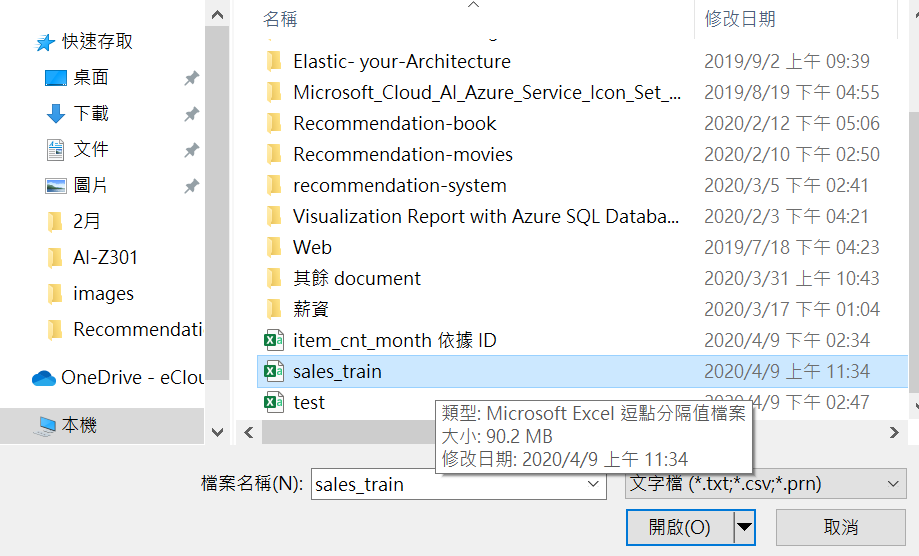 名稱
修改日期
快速存取
桌面
下載
文件
圖片
2月
AI-Z301
images
Recommendati
OneDrive - eClou
本機
Elastic- your-Architecture 2019/9/2 上午 09:39
Microsoft_Cloud_AI_Azure_Service_Icon_Set_... 2019/8/19 下午 04:55
Recommendation-book 2020/2/12 下午 05:06
Recommendation-movies 2020/2/10 下午 02:50
recommendation-system 2020/3/5 下午 02:41
Visualization Report with Azure SQL Databa... 2020/2/3 下午 04:21
Web 2019/7/18 下午 04:23
其餘 document 2020/3/31 上午 10:43
薪資 2020/3/17 下午 01:04
item_cnt_month 依據 ID 2020/4/9 下午 02:34
sales_train 2020/4/9 上午 11:34
test /4/9 下午 02:47
類型: Microsoft Excel 逗點分隔值檔案
大小: 90.2 MB
修改日期: 2020/4/9 上午 11:34
檔案名稱(N): sales_train 文字檔 (*.txt;*.csv;*.prn)
開啟(O) 取消